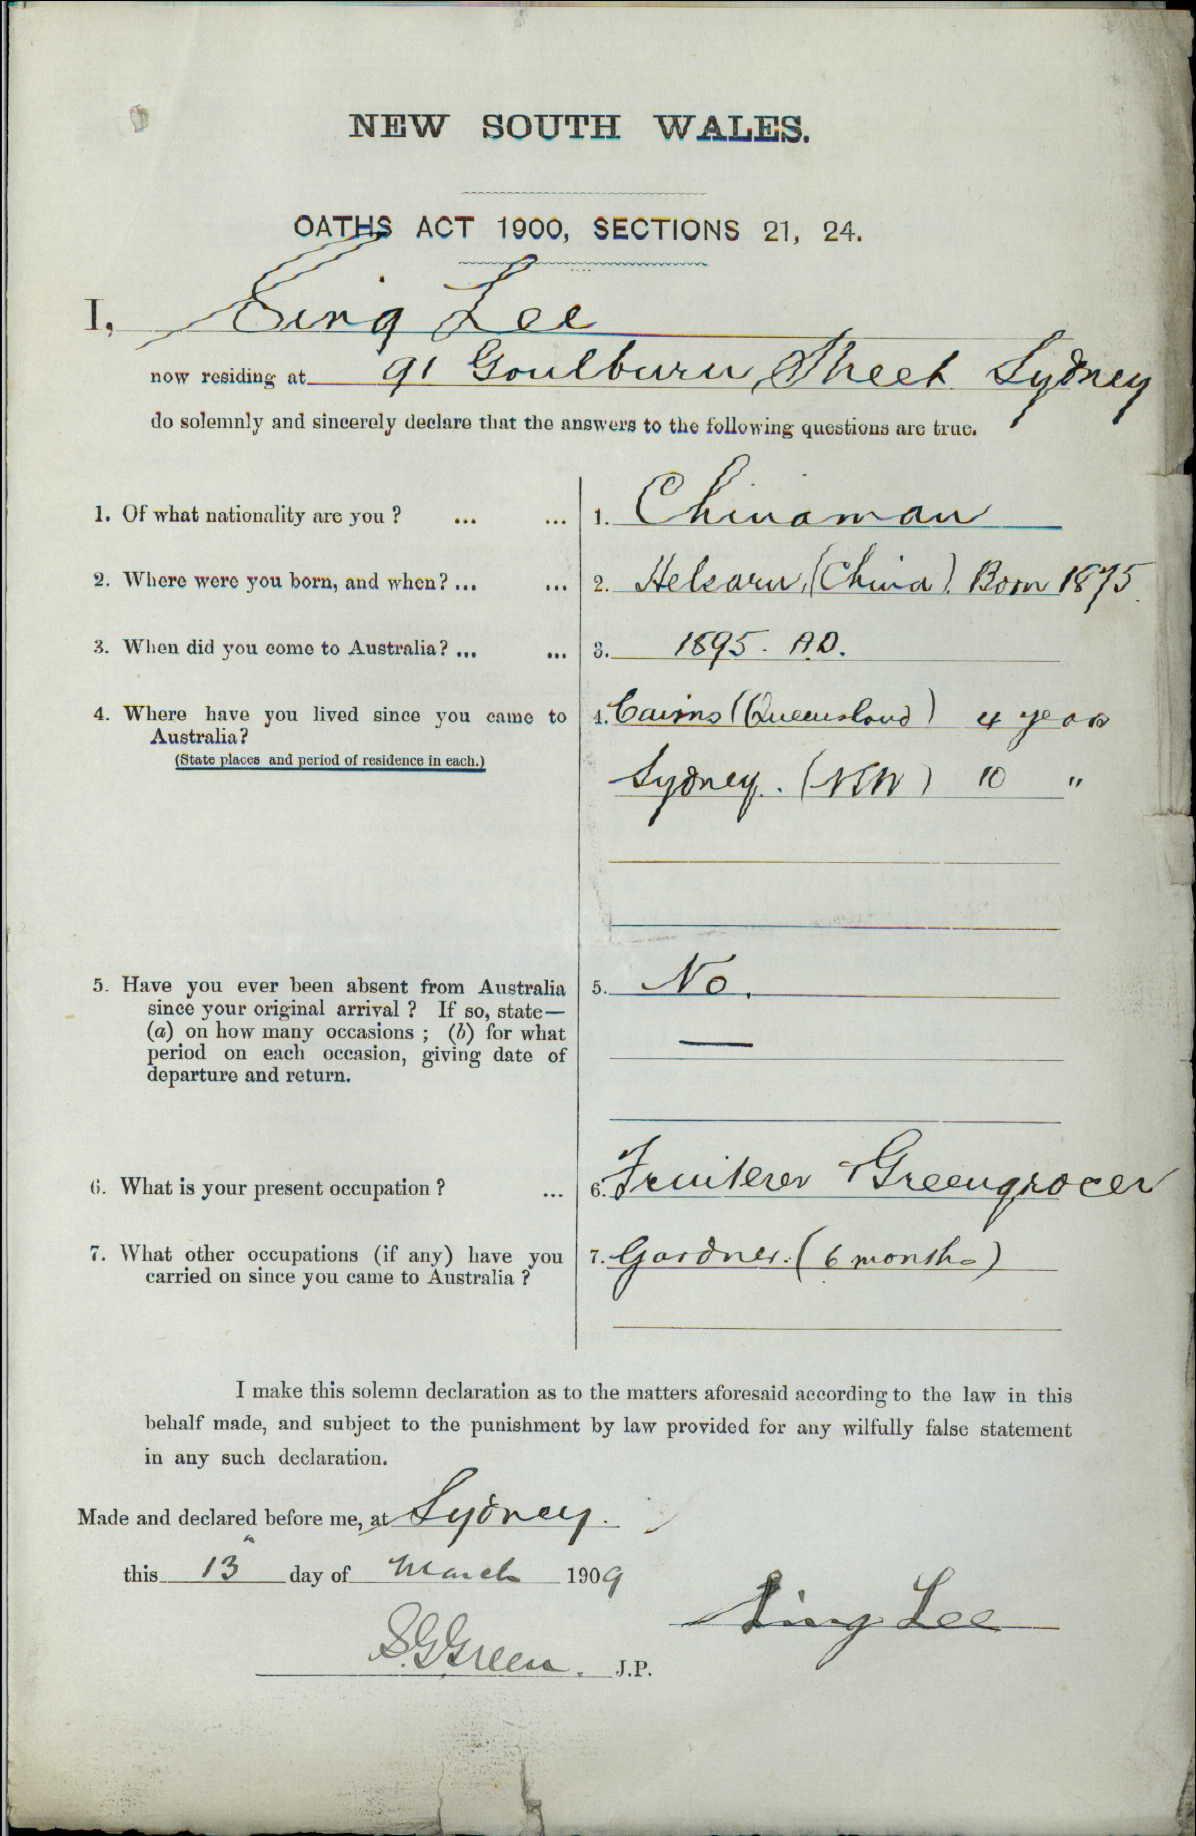 NEW SOUTH WALES.
OATHS ACT 1900, SECTIONS 21, 24.
I, Sing Lee
now residing at 91 Goulburn, Street Sydney
do solemnly and sincerely declare that the answers to the following questions are true.
1. Of what nationality are you ? ... ... 1. Chinaman
2. Where were you born, and when? ... ... 2. (China). Born 1875.
3. When did you come to Australia? ... ... 3. 1895. A.D.
4. Where have you lived since you came to 4. Cairns (Queensland) 4 years
Australia?
(State places and period of residence in each.)
Sydney. (NSW) 10 "
5. Have you ever been absent from Australia 5. No.
since your original arrival ? If so, state—
(a) on how many occasions ; (b) for what —
period on each occasion, giving date of
departure and return.
6. What is your present occupation ? ... 6. Fruiterer + Greengrocer
7. What other occupations (if any) have you 7. Gardner. (6 months)
carried on since you came to Australia ?
I make this solemn declaration as to the matters aforesaid according to the law in this
behalf made, and subject to the punishment by law provided for any wilfully false statement
in any such declaration.
Made and declared before me, at Sydney.
this 13" day of March 1909
Sing Lee
S.G Green. J.P.